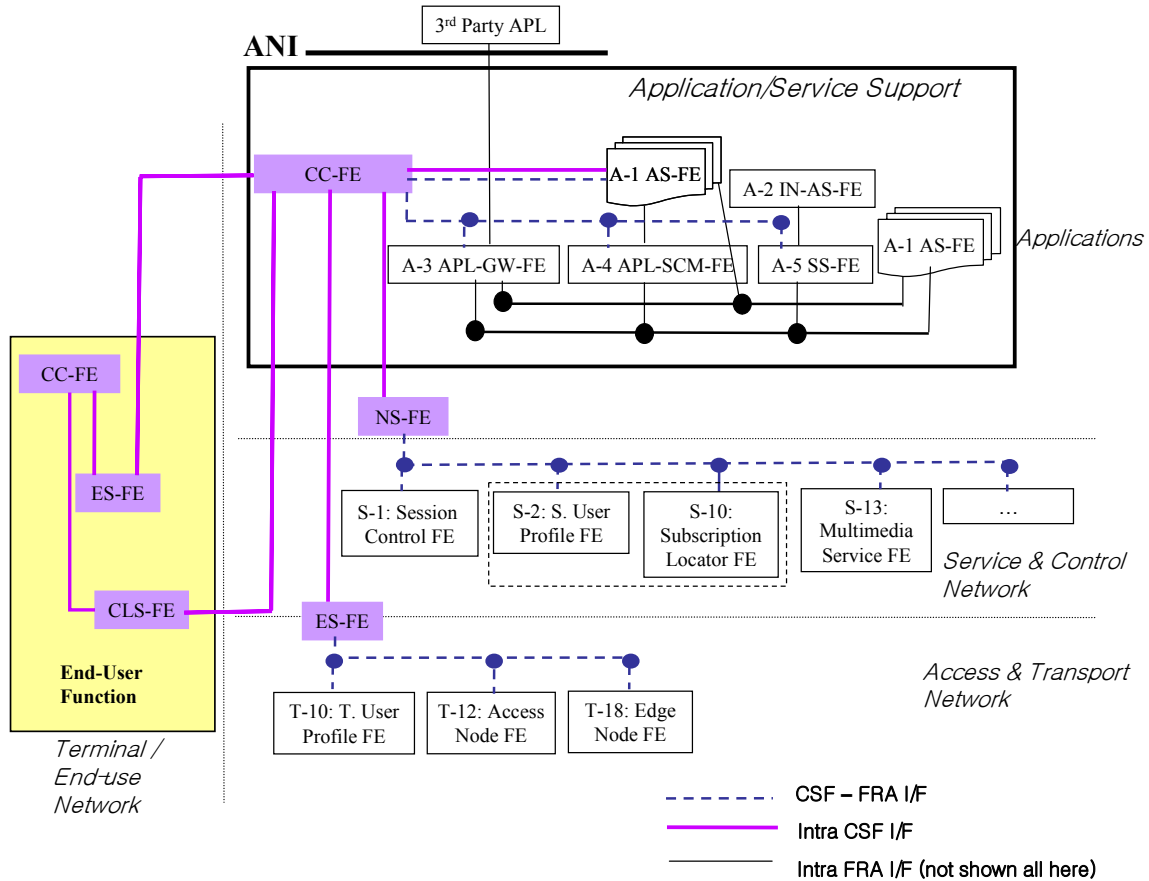 3rd Party APL
ANI
Application/Service Support
CC-FE
A-1 AS-FE
A-2 IN-AS-FE
A-1 AS-FE
Applications
A-3 APL-GW-FE
A-4 APL-SCM-FE
A-5 SS-FE
CC-FE
NS-FE
ES-FE
S-1: Session
Control FE
S-2: S. User
Profile FE
S-10:
Subscription
Locator FE
S-13:
Multimedia
Service FE
…
Service & Control
Network
CLS-FE
ES-FE
End-User
Function
Access & Transport
Network
T-10: T. User
Profile FE
T-12: Access
Node FE
T-18: Edge
Node FE
Terminal /
End-use
Network
CSF – FRA I/F
Intra CSF I/F
Intra FRA I/F (not shown all here)